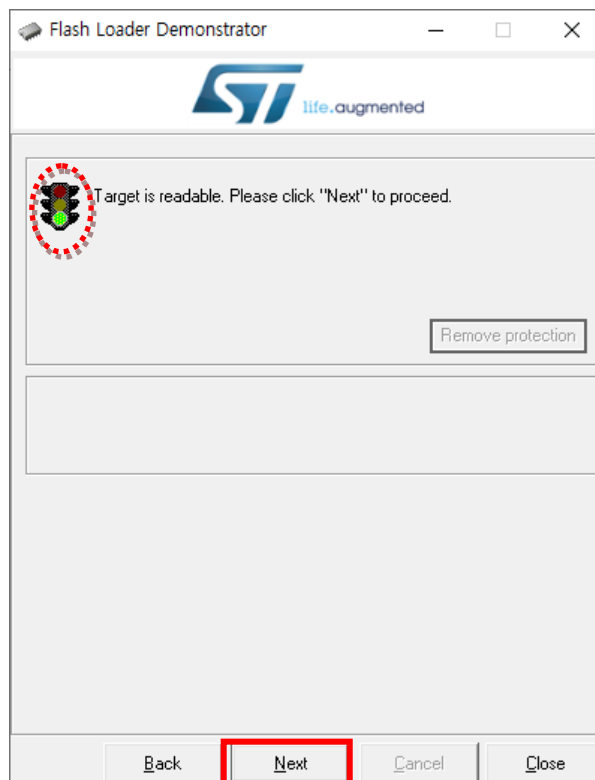 Flash Loader Demonstrator
ST
life.augmented
Target is readable. Please click "Next" to proceed.
Remove protection
Back Next Cancel Close